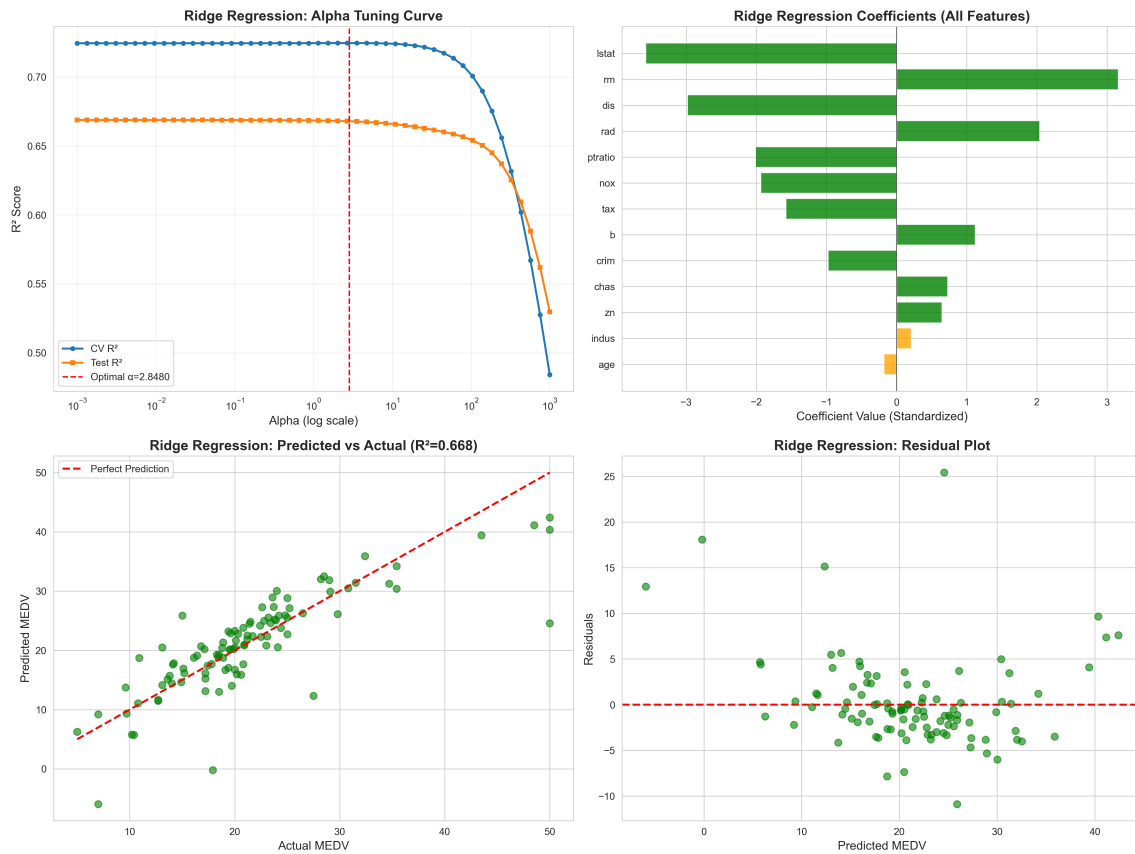 Ridge Regression: Alpha Tuning Curve
R² Score
0.70
0.65
0.60
0.55
0.50
CV R²
Test R²
Optimal α=2.8480
10⁻³ 10⁻² 10⁻¹ 10⁰ 10¹ 10² 10³
Alpha (log scale)
Ridge Regression Coefficients (All Features)
lstat
rm
dis
rad
ptratio
nox
tax
b
crim
chas
zn
indus
age
−3 −2 −1 0 1 2 3
Coefficient Value (Standardized)
Ridge Regression: Predicted vs Actual (R²=0.668)
Perfect Prediction
Predicted MEDV
50
40
30
20
10
0
10 20 30 40 50
Actual MEDV
Ridge Regression: Residual Plot
Residuals
25
20
15
10
5
0
−5
−10
0 10 20 30 40
Predicted MEDV